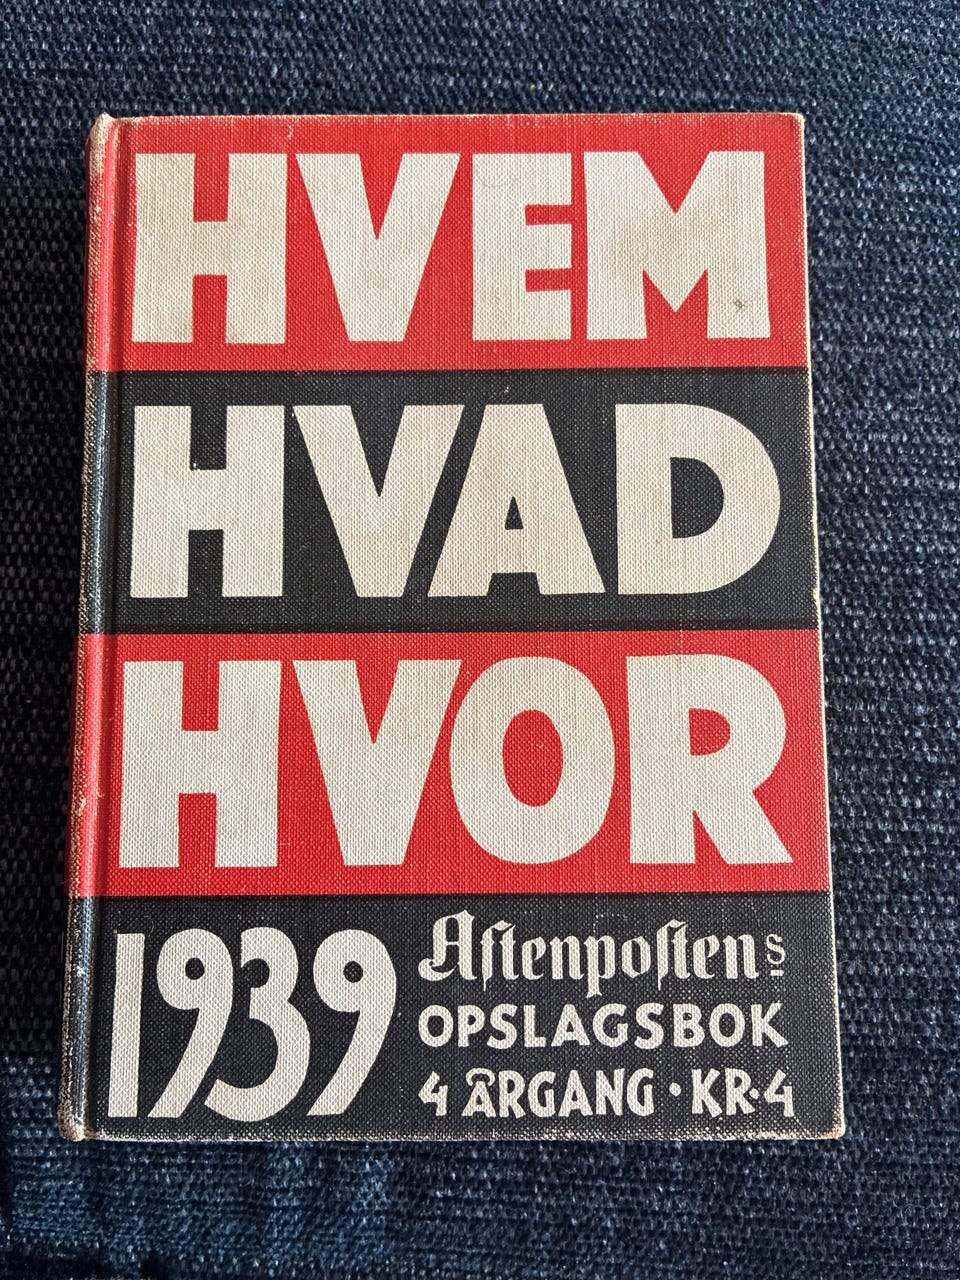 HVEM
HVAD
HVOR
1939
Aftenpostens
OPSLAGSBOK
4 ÅRGANG · KR·4